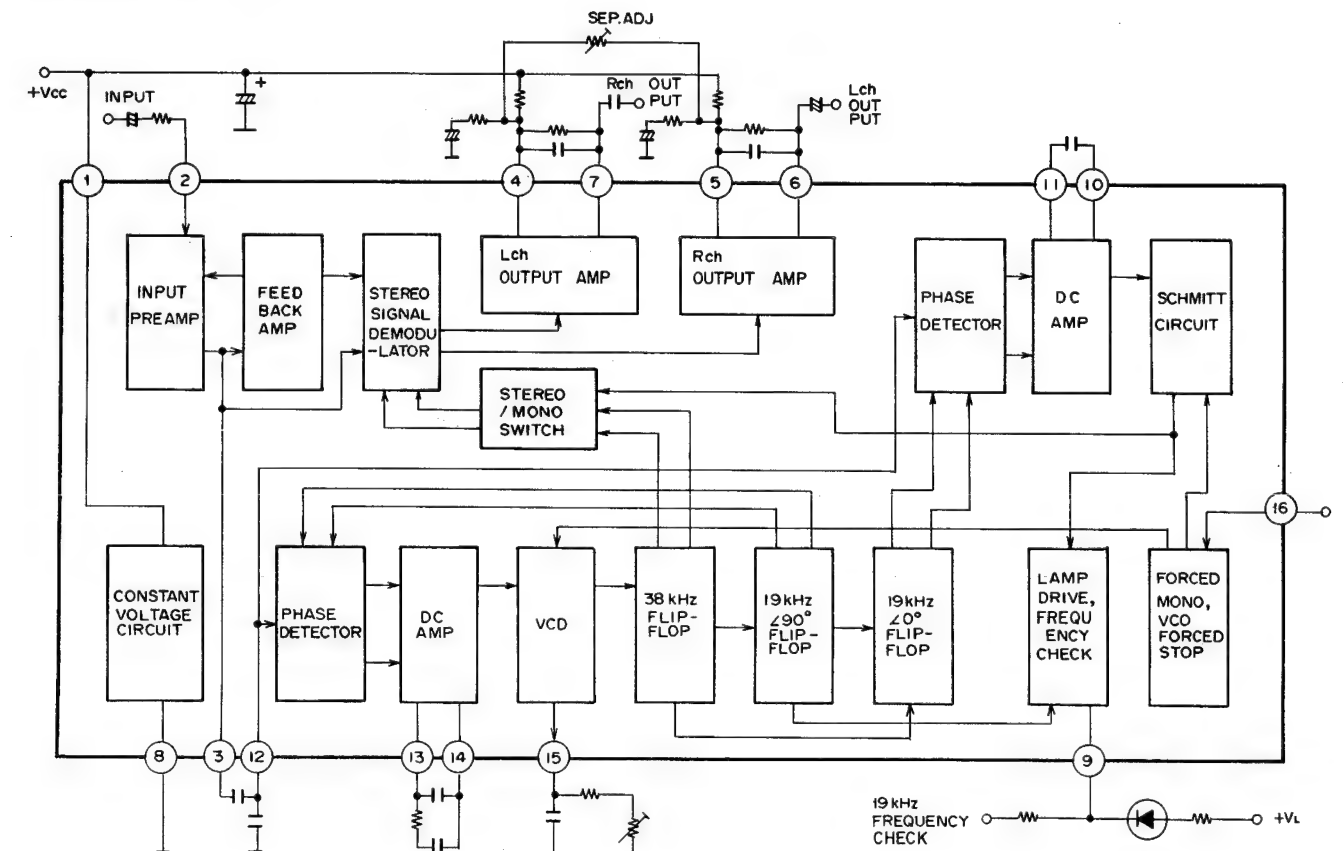 SEP. ADJ
+Vcc
INPUT
+
Rch OUT
PUT
Lch
OUT
PUT
1
2
4
7
5
6
11
10
INPUT
PREAMP
FEED
BACK
AMP
STEREO
SIGNAL
DEMODU
-LATOR
Lch
OUTPUT AMP
Rch
OUTPUT AMP
PHASE
DETECTOR
DC
AMP
SCHMITT
CIRCUIT
STEREO
/ MONO
SWITCH
16
CONSTANT
VOLTAGE
CIRCUIT
PHASE
DETECTOR
DC
AMP
VCD
38 kHz
FLIP-
FLOP
19 kHz
∠90°
FLIP-
FLOP
19 kHz
∠0°
FLIP-
FLOP
LAMP
DRIVE,
FREQU
ENCY
CHECK
FORCED
MONO,
VCO
FORCED
STOP
8
3
12
13
14
15
9
19 kHz
FREQUENCY
CHECK
+VL